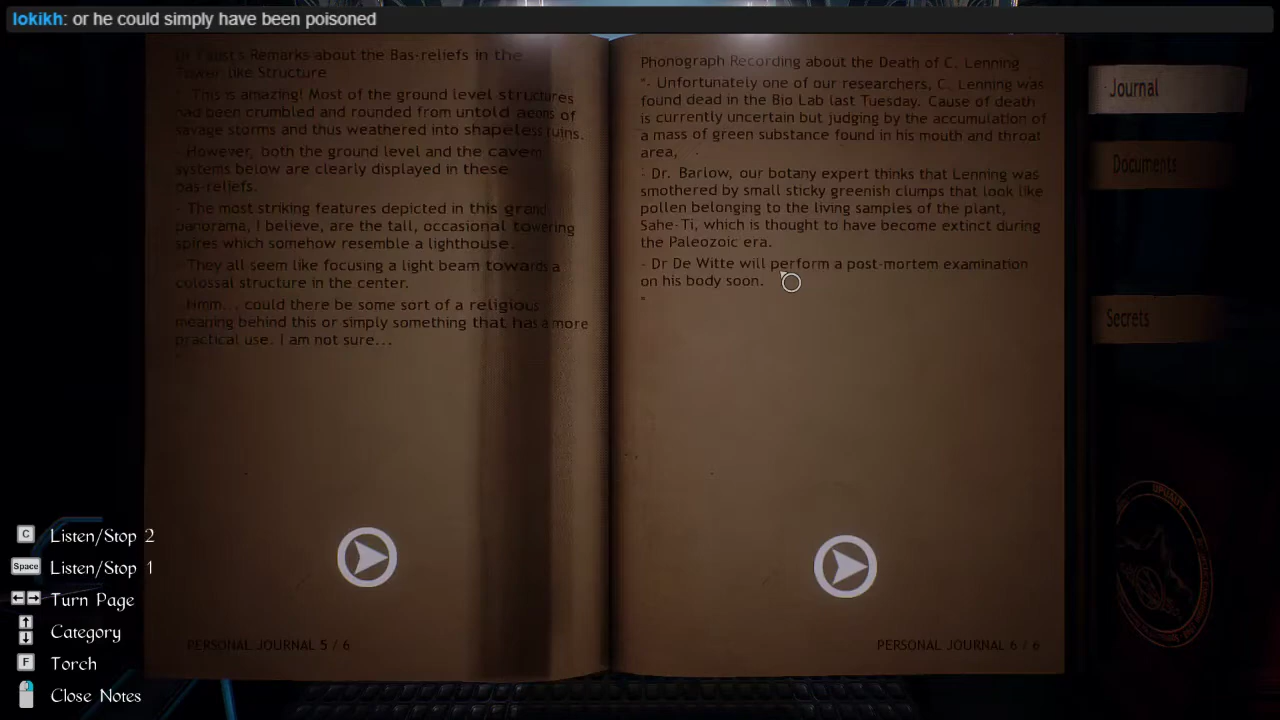 lokikh: or he could simply have been poisoned
Dr Faust's Remarks about the Bas-reliefs in the
Tower like Structure
- This is amazing! Most of the ground level structures
had been crumbled and rounded from untold aeons of
savage storms and thus weathered into shapeless ruins.
- However, both the ground level and the cavern
systems below are clearly displayed in these
bas-reliefs.
- The most striking features depicted in this grand
panorama, I believe, are the tall, occasional towering
spires which somehow resemble a lighthouse.
- They all seem like focusing a light beam towards a
colossal structure in the center.
- Hmm... could there be some sort of a religious
meaning behind this or simply something that has a more
practical use. I am not sure...
"
PERSONAL JOURNAL 5 / 6
Phonograph Recording about the Death of C. Lenning
"- Unfortunately one of our researchers, C. Lenning was
found dead in the Bio Lab last Tuesday. Cause of death
is currently uncertain but judging by the accumulation of
a mass of green substance found in his mouth and throat
area,
- Dr. Barlow, our botany expert thinks that Lenning was
smothered by small sticky greenish clumps that look like
pollen belonging to the living samples of the plant,
Sahe-Ti, which is thought to have become extinct during
the Paleozoic era.
- Dr De Witte will perform a post-mortem examination
on his body soon.
"
PERSONAL JOURNAL 6 / 6
Journal
Documents
Secrets
C Listen/Stop 2
Space Listen/Stop 1
Turn Page
Category
F Torch
Close Notes